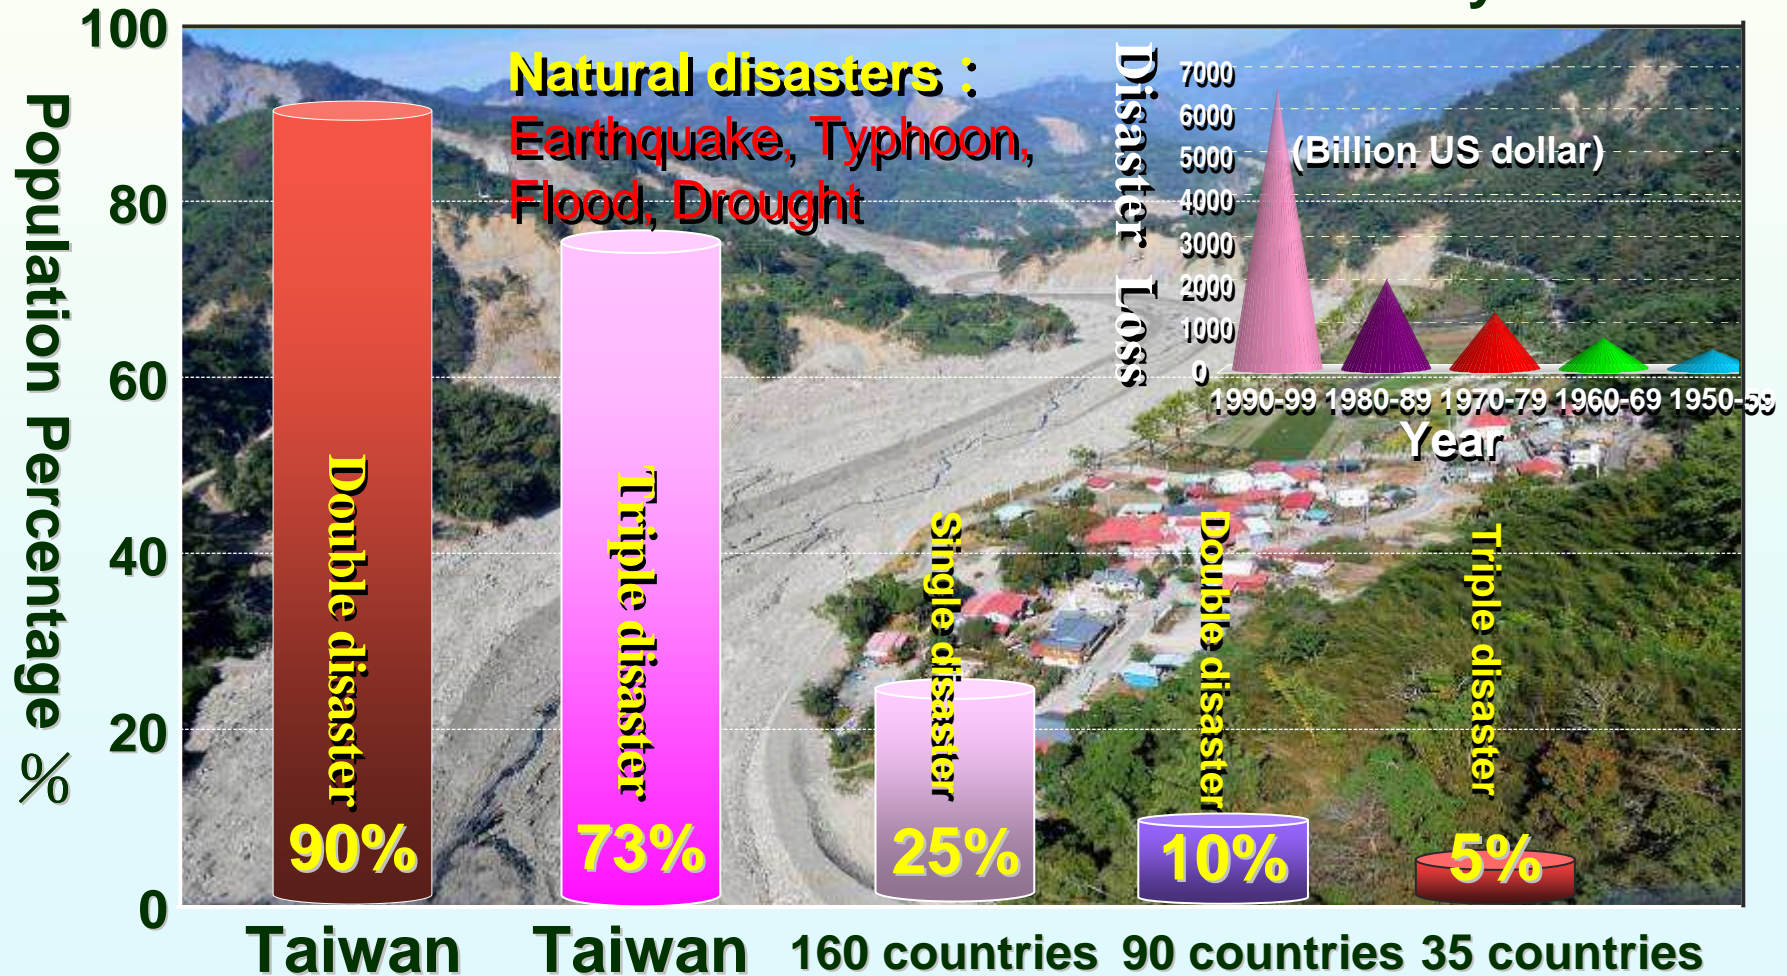 100
80
60
40
20
0
Population Percentage %
Natural disasters :
Earthquake, Typhoon,
Flood, Drought
Disaster Loss
7000
6000
5000
4000
3000
2000
1000
0
(Billion US dollar)
1990-99 1980-89 1970-79 1960-69 1950-59
Year
Double disaster
90%
Triple disaster
73%
Single disaster
25%
Double disaster
10%
Triple disaster
5%
Taiwan Taiwan 160 countries 90 countries 35 countries